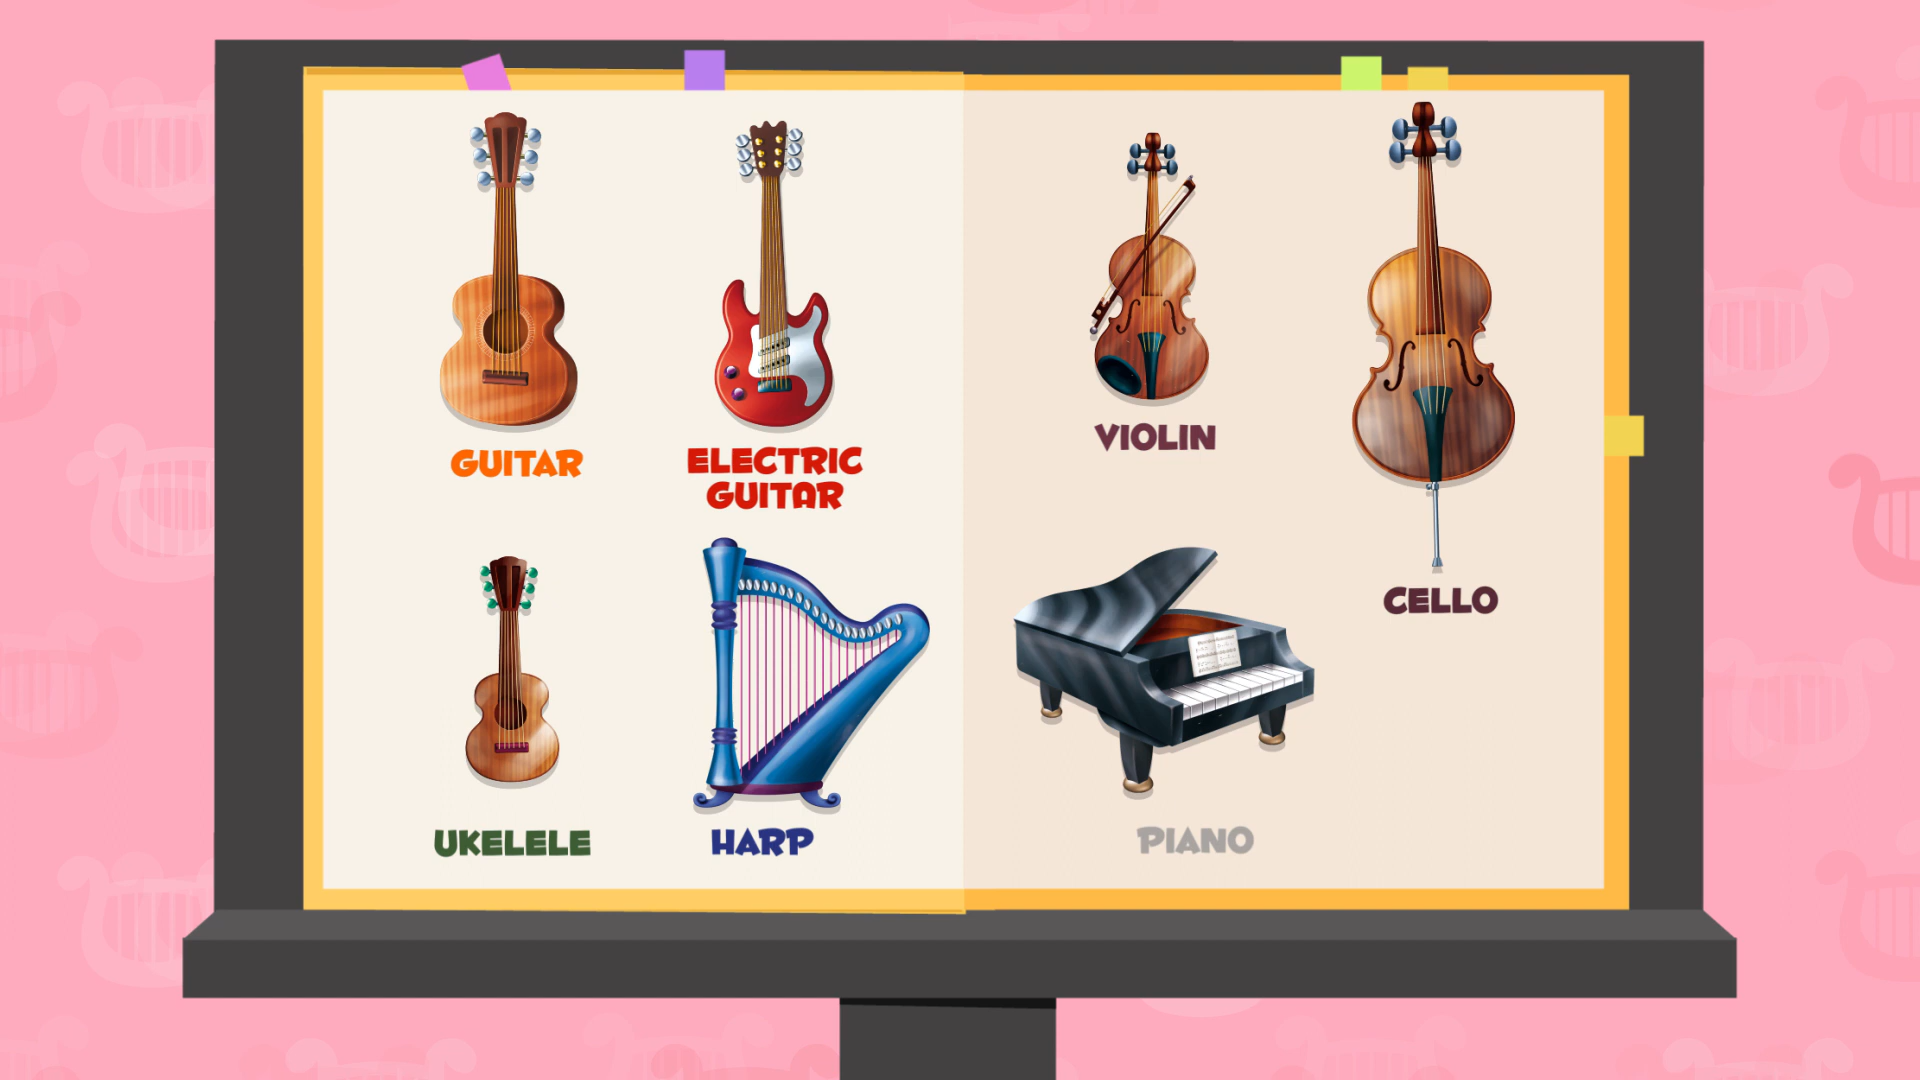 GUITAR
ELECTRIC
GUITAR
VIOLIN
CELLO
UKELELE
HARP
PIANO